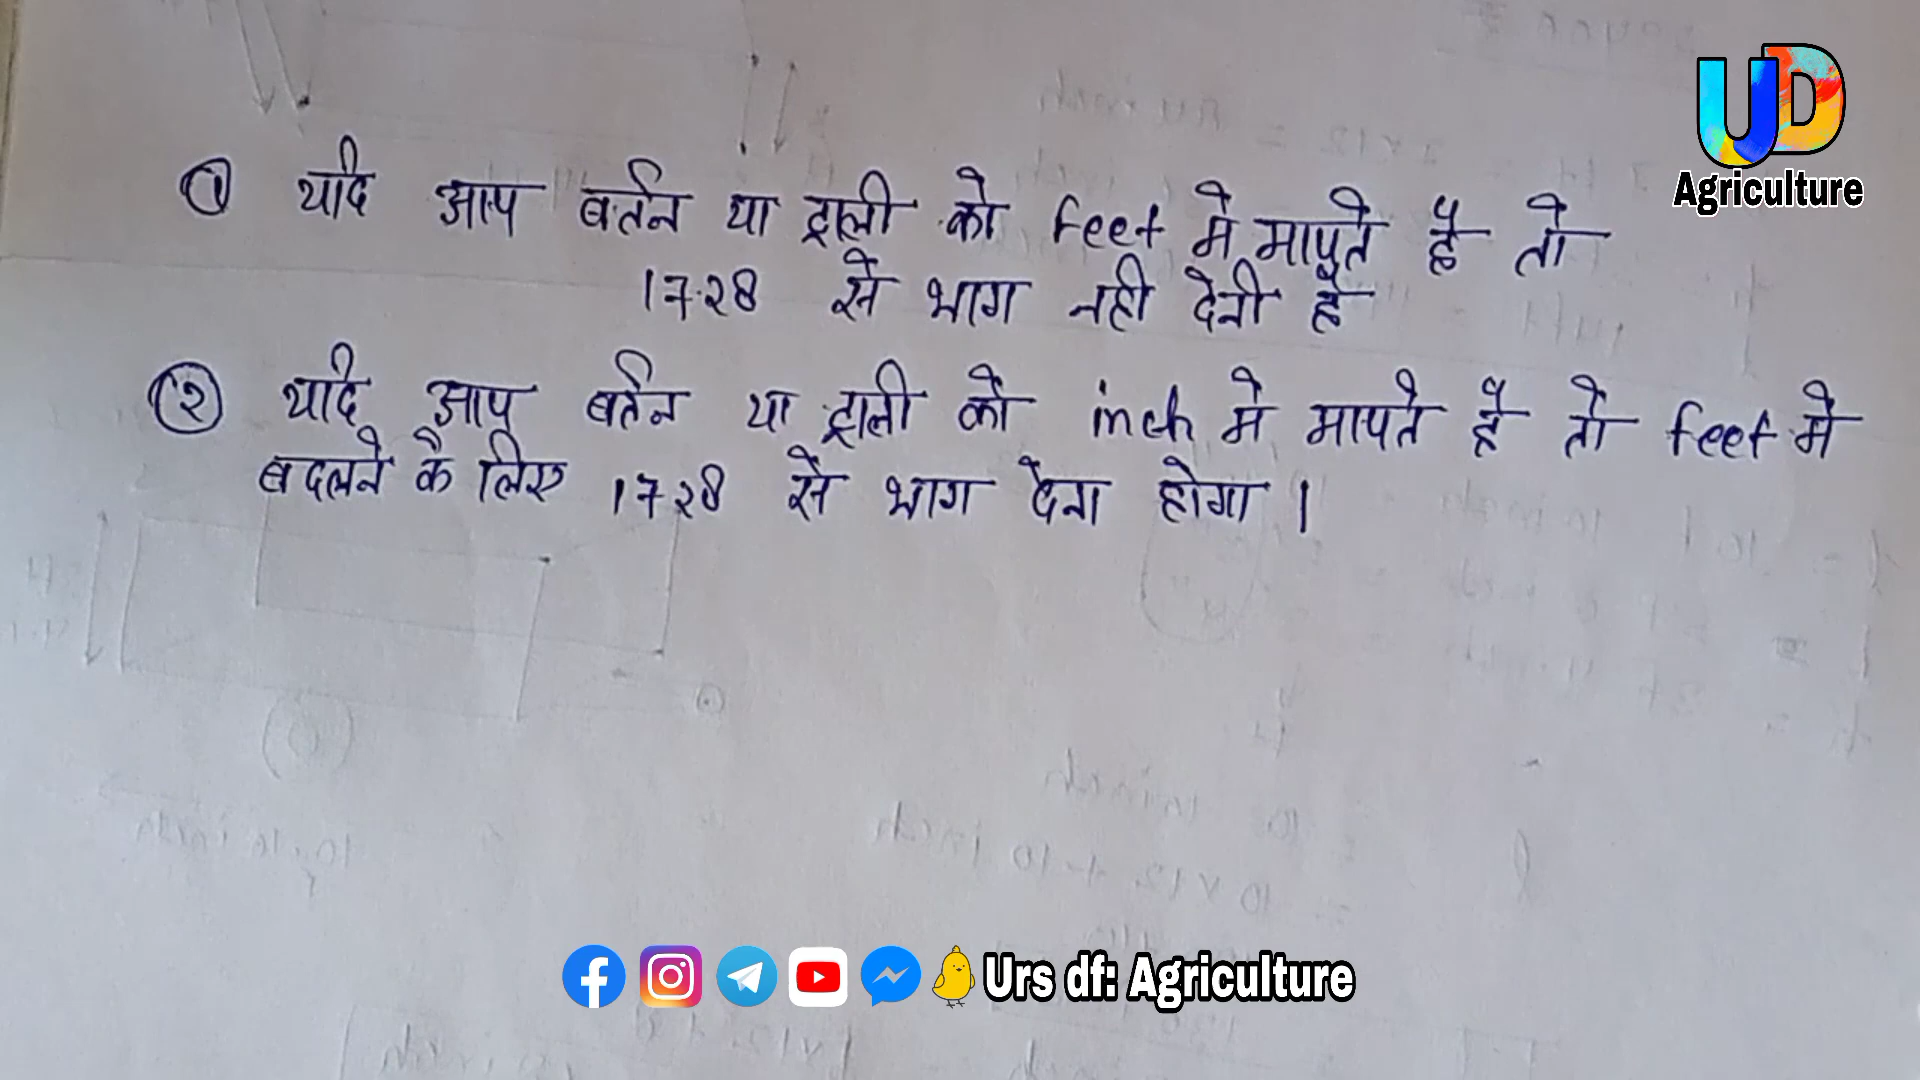 UD
Agriculture
① यदि आप बर्तन या ट्राली को feet मे मापते है तो
1728 से भाग नही देनी है
② यदि आप बर्तन या ट्राली को inch मे मापते है तो feet मे
बदलने के लिए 1728 से भाग देना होगा ।
Urs df: Agriculture